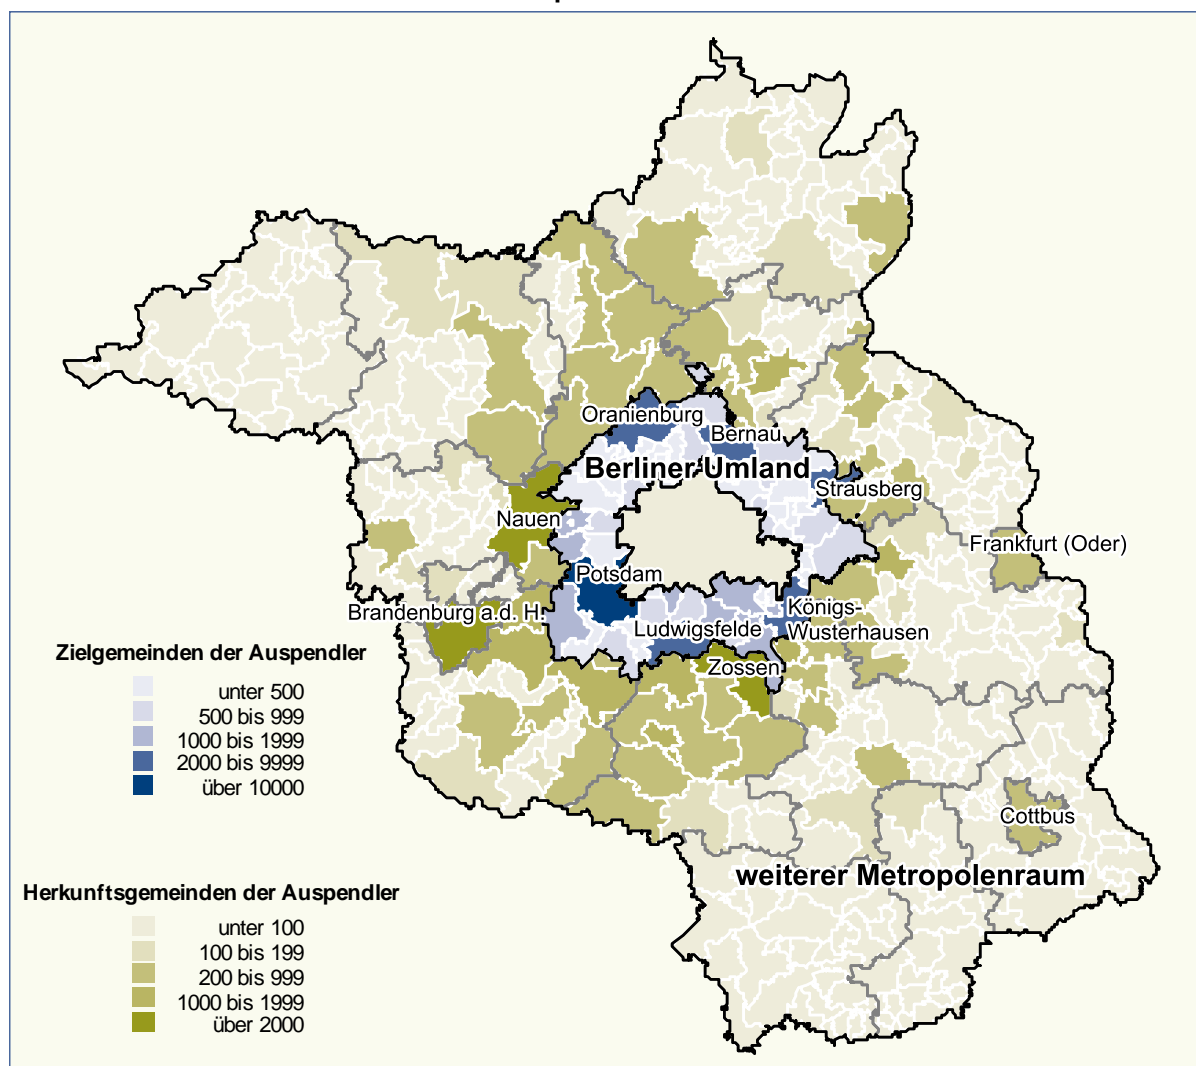 Oranienburg
Bernau
Berliner Umland
Strausberg
Nauen
Frankfurt (Oder)
Potsdam
Brandenburg a.d. H.
Königs-
Wusterhausen
Ludwigsfelde
Zossen
Zielgemeinden der Auspendler
unter 500
500 bis 999
1000 bis 1999
2000 bis 9999
über 10000
Cottbus
weiterer Metropolenraum
Herkunftsgemeinden der Auspendler
unter 100
100 bis 199
200 bis 999
1000 bis 1999
über 2000